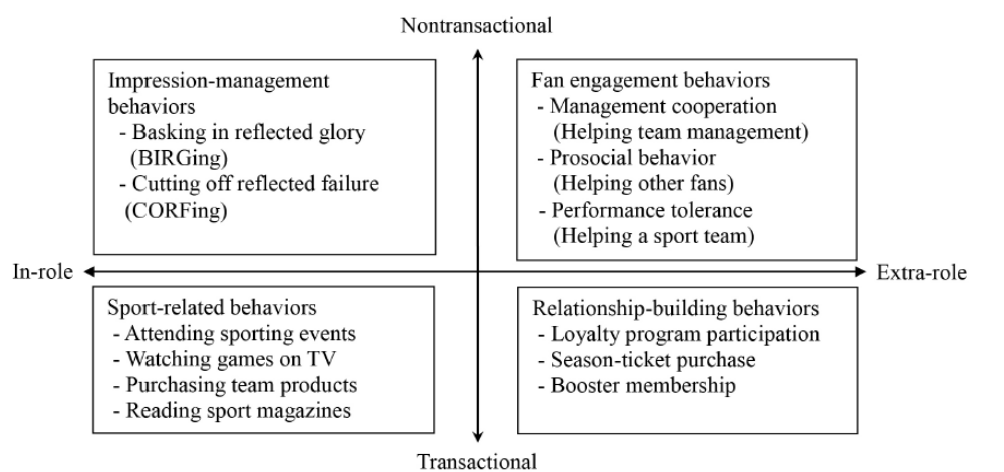 Nontransactional
Impression-management
behaviors
- Basking in reflected glory
(BIRGing)
- Cutting off reflected failure
(CORFing)
Fan engagement behaviors
- Management cooperation
(Helping team management)
- Prosocial behavior
(Helping other fans)
- Performance tolerance
(Helping a sport team)
In-role
Extra-role
Sport-related behaviors
- Attending sporting events
- Watching games on TV
- Purchasing team products
- Reading sport magazines
Relationship-building behaviors
- Loyalty program participation
- Season-ticket purchase
- Booster membership
Transactional